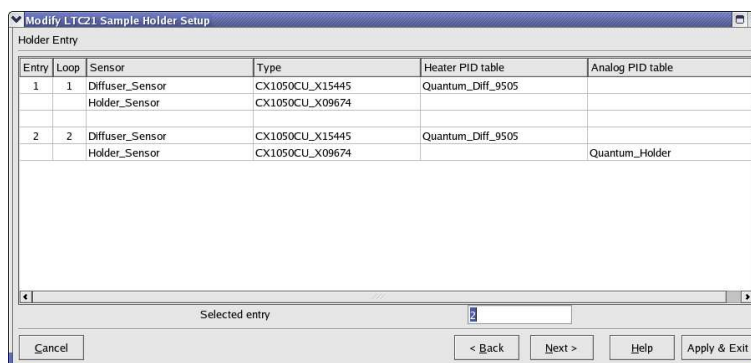 Modify LTC21 Sample Holder Setup
Holder Entry
Entry Loop Sensor Type Heater PID table Analog PID table
1 1 Diffuser_Sensor CX1050CU_X15445 Quantum_Diff_9505
Holder_Sensor CX1050CU_X09674
2 2 Diffuser_Sensor CX1050CU_X15445 Quantum_Diff_9505
Holder_Sensor CX1050CU_X09674 Quantum_Holder
Selected entry 2
Cancel < Back Next > Help Apply & Exit